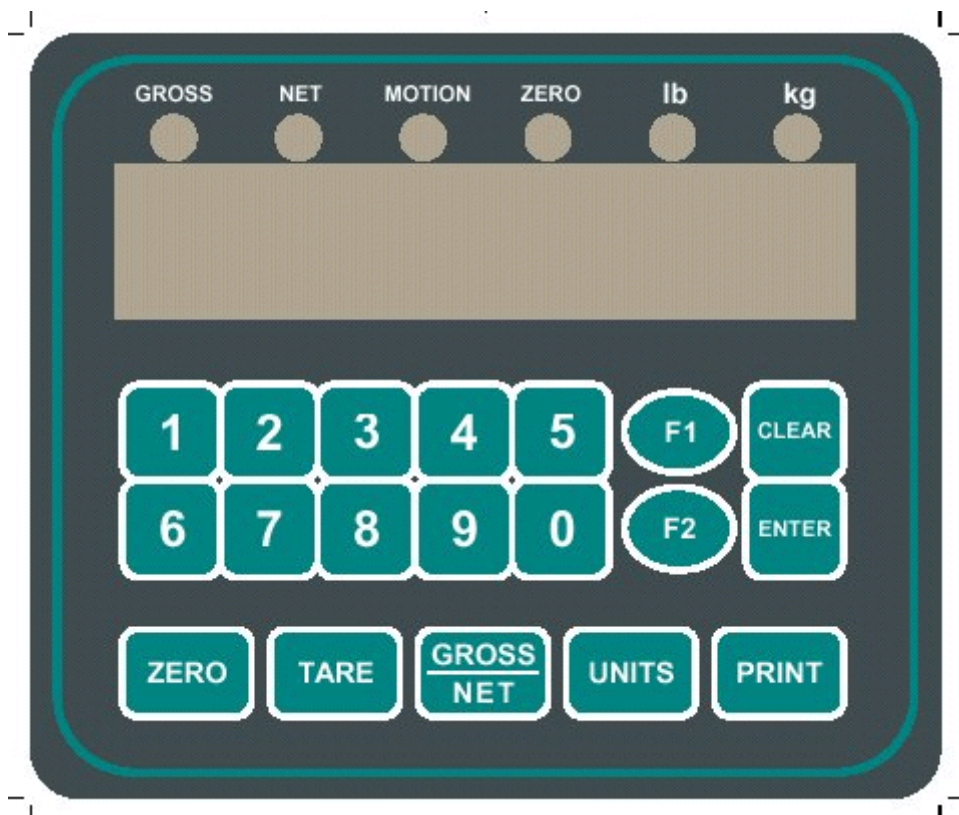 GROSS NET MOTION ZERO lb kg
1 2 3 4 5 F1 CLEAR
6 7 8 9 0 F2 ENTER
ZERO TARE GROSS UNITS PRINT
NET